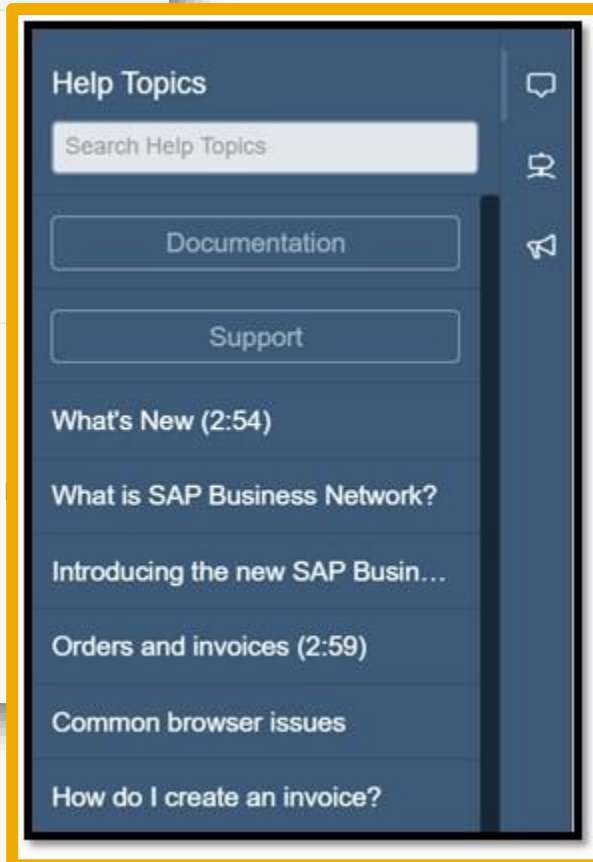 Help Topics
Search Help Topics
Documentation
Support
What's New (2:54)
What is SAP Business Network?
Introducing the new SAP Busin...
Orders and invoices (2:59)
Common browser issues
How do I create an invoice?